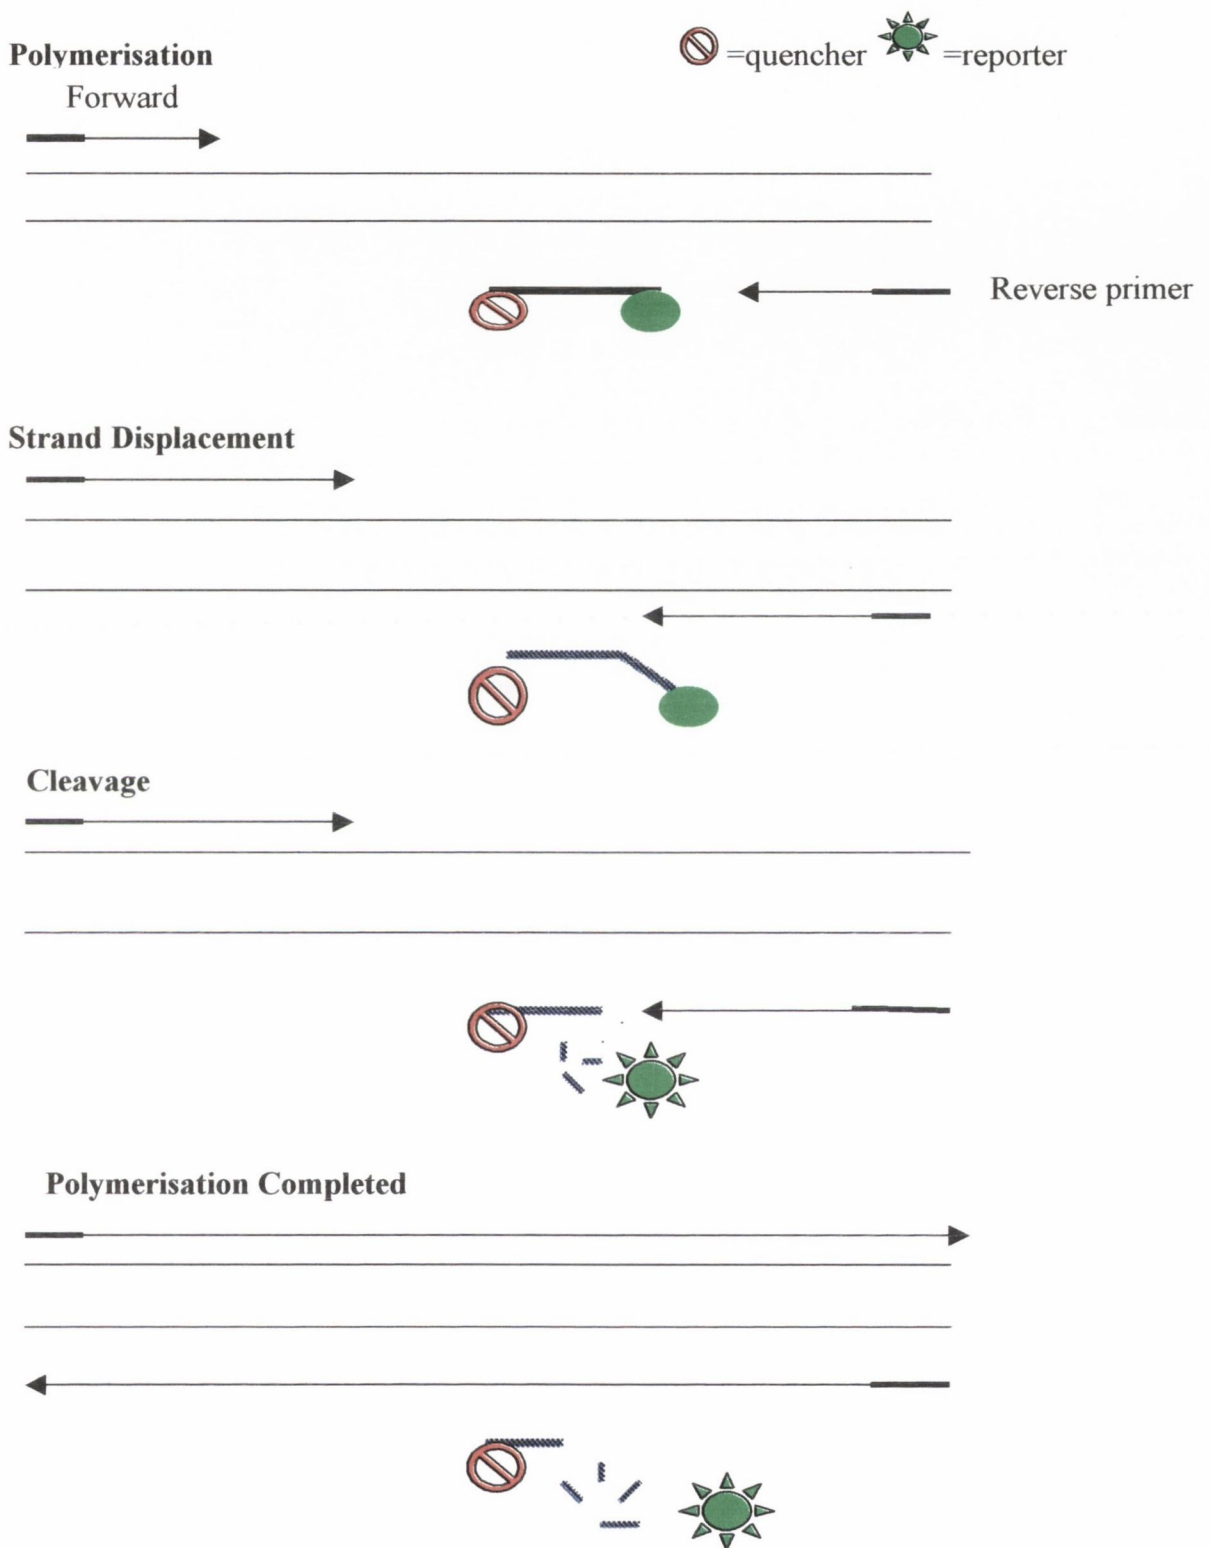 Polymerisation
=quencher =reporter
Forward
Reverse primer
Strand Displacement
Cleavage
Polymerisation Completed